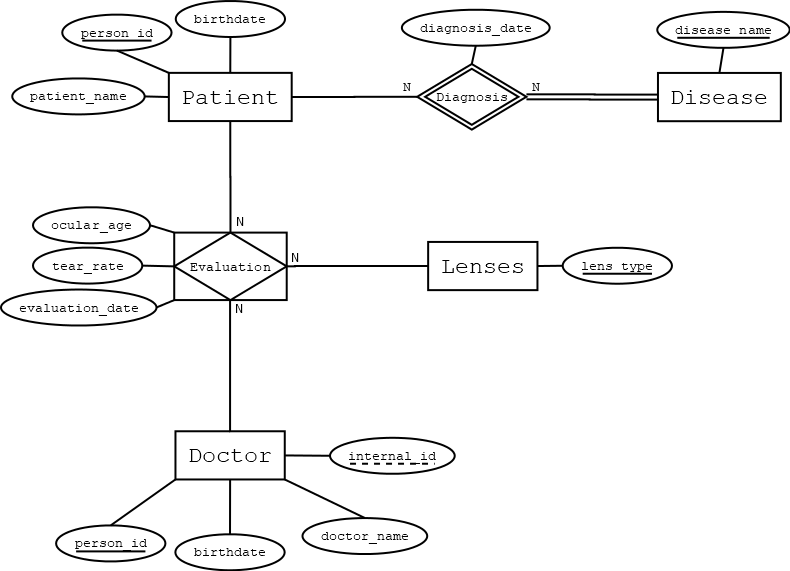 person_id
birthdate
diagnosis_date
disease_name
patient_name
Patient
N
Diagnosis
N
Disease
ocular_age
N
tear_rate
Evaluation
N
Lenses
lens_type
evaluation_date
N
Doctor
internal_id
person_id
birthdate
doctor_name